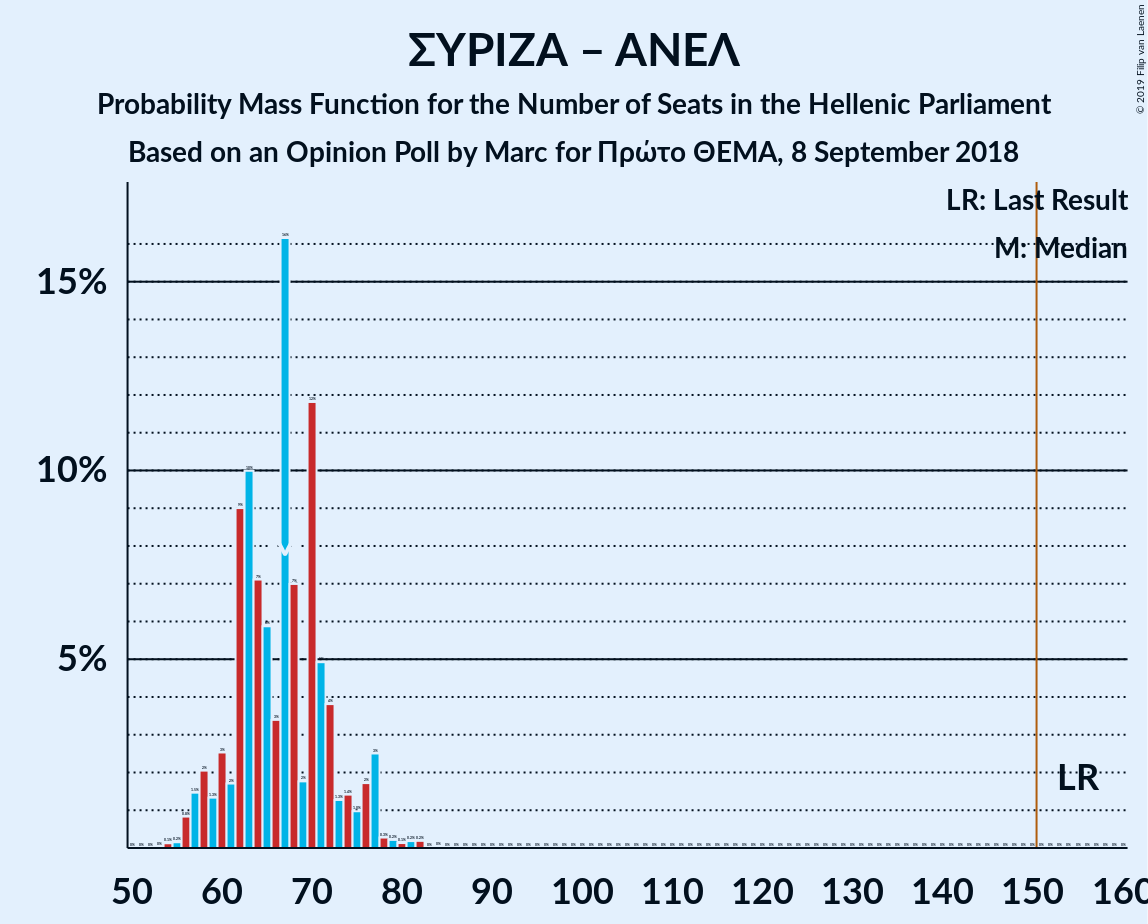 ΣΥΡΙΖΑ – ΑΝΕΛ
Probability Mass Function for the Number of Seats in the Hellenic Parliament
Based on an Opinion Poll by Marc for Πρώτο ΘΕΜΑ, 8 September 2018
© 2019 Filip van Laenen
LR: Last Result
M: Median
15%
10%
5%
M
LR
50 60 70 80 90 100 110 120 130 140 150 160